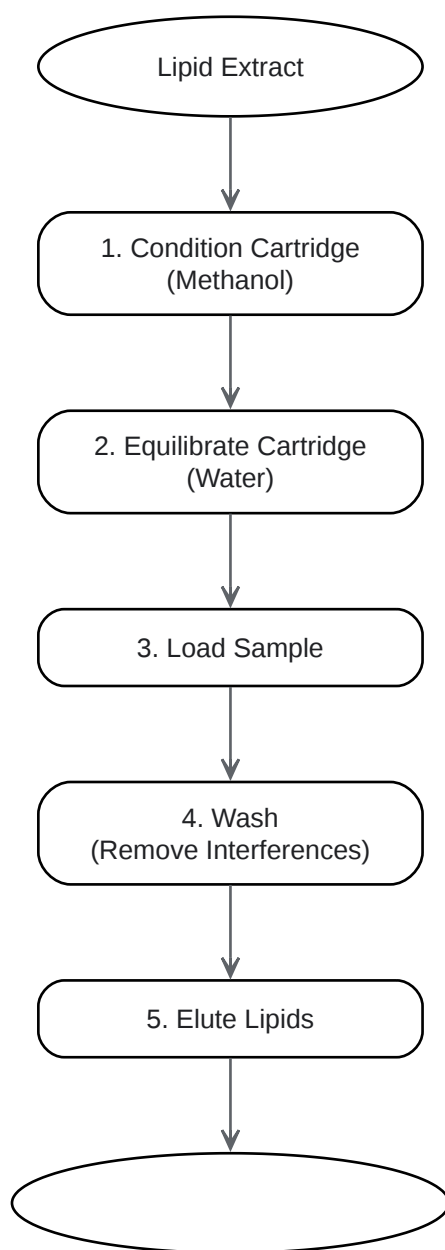 Lipid Extract
1. Condition Cartridge
(Methanol)
2. Equilibrate Cartridge
(Water)
3. Load Sample
4. Wash
(Remove Interferences)
5. Elute Lipids